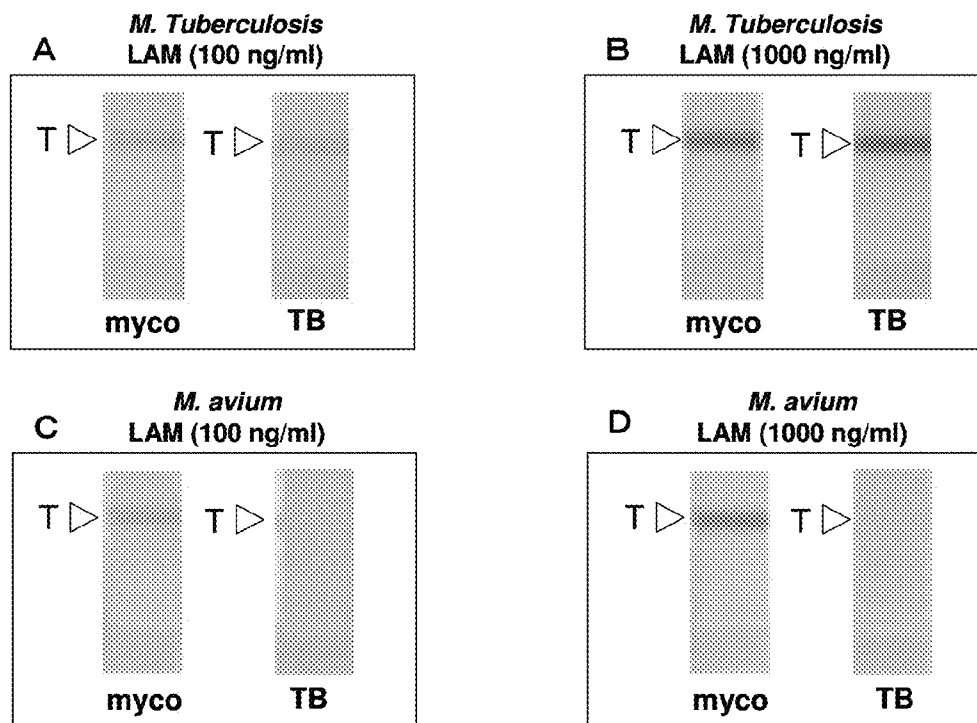 A
M. Tuberculosis
LAM (100 ng/ml)
T
T
myco
TB
B
M. Tuberculosis
LAM (1000 ng/ml)
T
T
myco
TB
C
M. avium
LAM (100 ng/ml)
T
T
myco
TB
D
M. avium
LAM (1000 ng/ml)
T
T
myco
TB